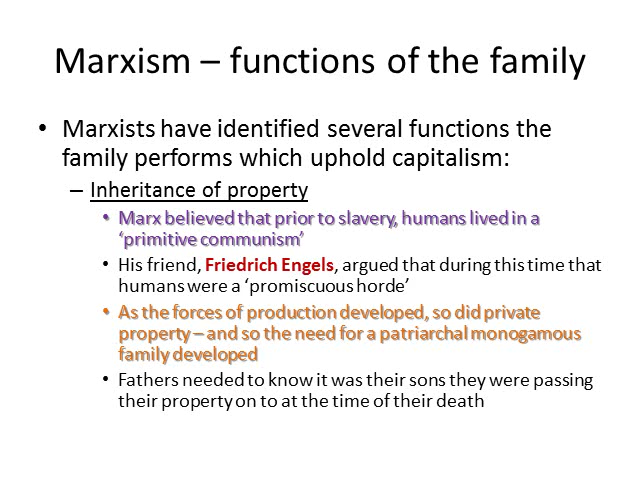 Marxism – functions of the family
• Marxists have identified several functions the
family performs which uphold capitalism:
– Inheritance of property
• Marx believed that prior to slavery, humans lived in a
‘primitive communism’
• His friend, Friedrich Engels, argued that during this time that
humans were a ‘promiscuous horde’
• As the forces of production developed, so did private
property – and so the need for a patriarchal monogamous
family developed
• Fathers needed to know it was their sons they were passing
their property on to at the time of their death